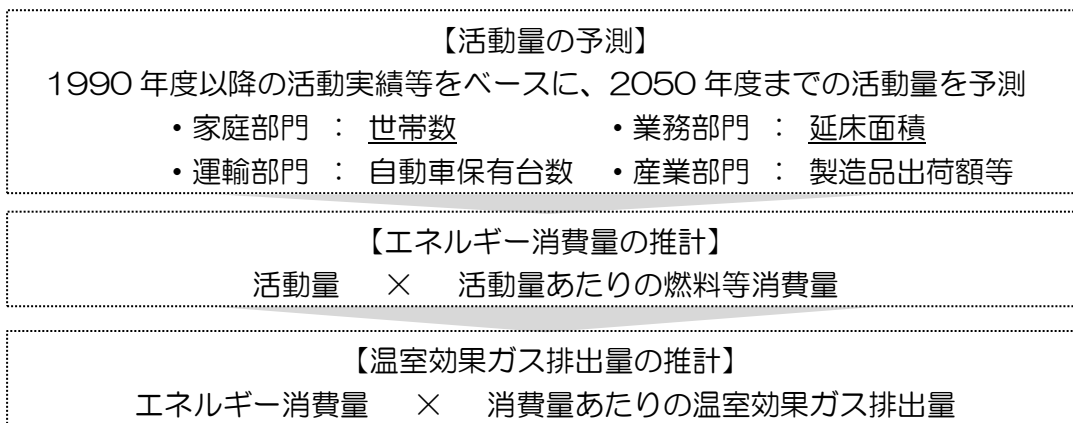 【活動量の予測】
1990 年度以降の活動実績等をベースに、2050 年度までの活動量を予測
・家庭部門 ： 世帯数 ・業務部門 ： 延床面積
・運輸部門 ： 自動車保有台数 ・産業部門 ： 製造品出荷額等
【エネルギー消費量の推計】
活動量 × 活動量あたりの燃料等消費量
【温室効果ガス排出量の推計】
エネルギー消費量 × 消費量あたりの温室効果ガス排出量